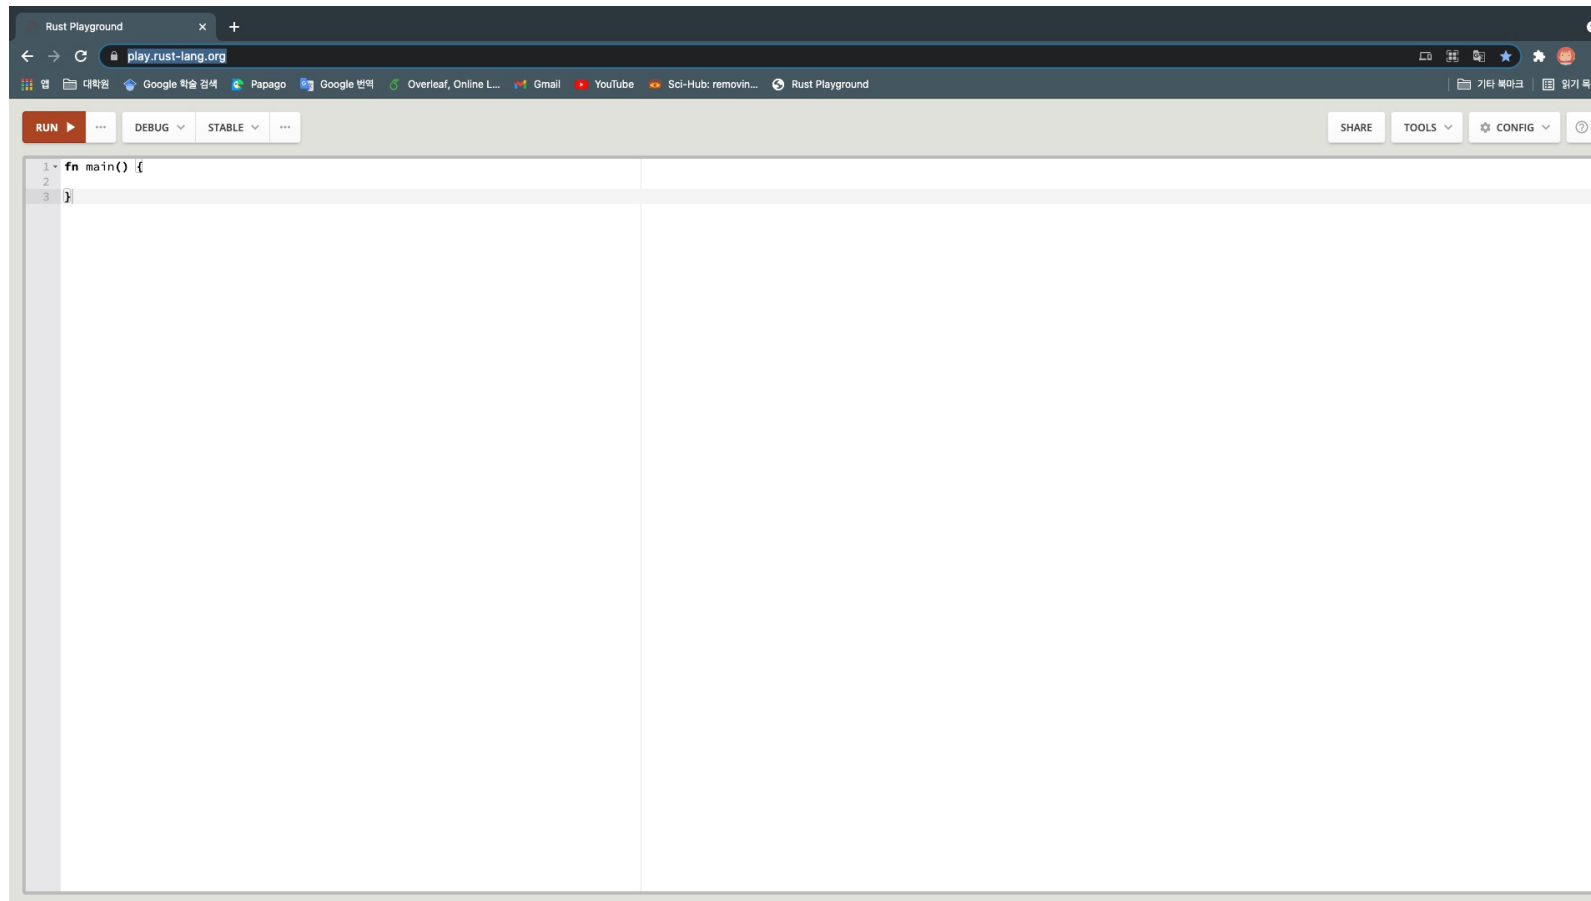 Rust Playground
play.rust-lang.org
앱 대학원 Google 학술 검색 Papago Google 번역 Overleaf, Online L... Gmail YouTube Sci-Hub: removin... Rust Playground 기타 북마크 읽기 목
RUN ... DEBUG STABLE ... SHARE TOOLS CONFIG
1 fn main() {
2
3 }